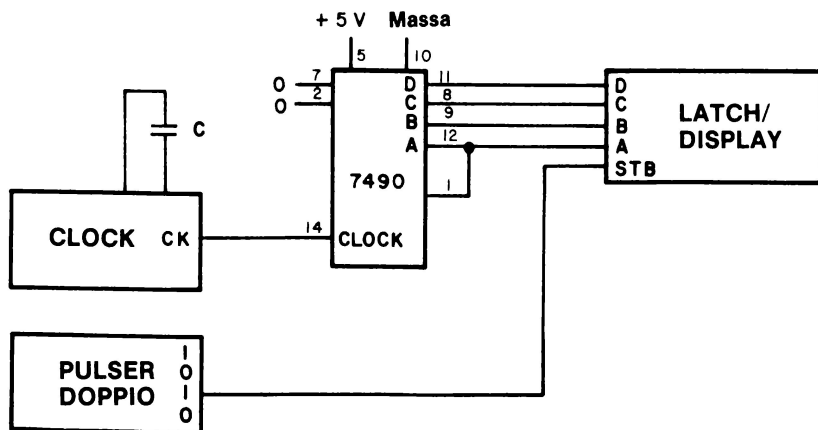 + 5 V Massa
5 10
7 D 11 D
0
2 C 8 C
0
B 9 B
A 12 A
LATCH/
DISPLAY
STB
7490
1
C
CLOCK CK 14 CLOCK
PULSER
DOPPIO
1
0
1
0